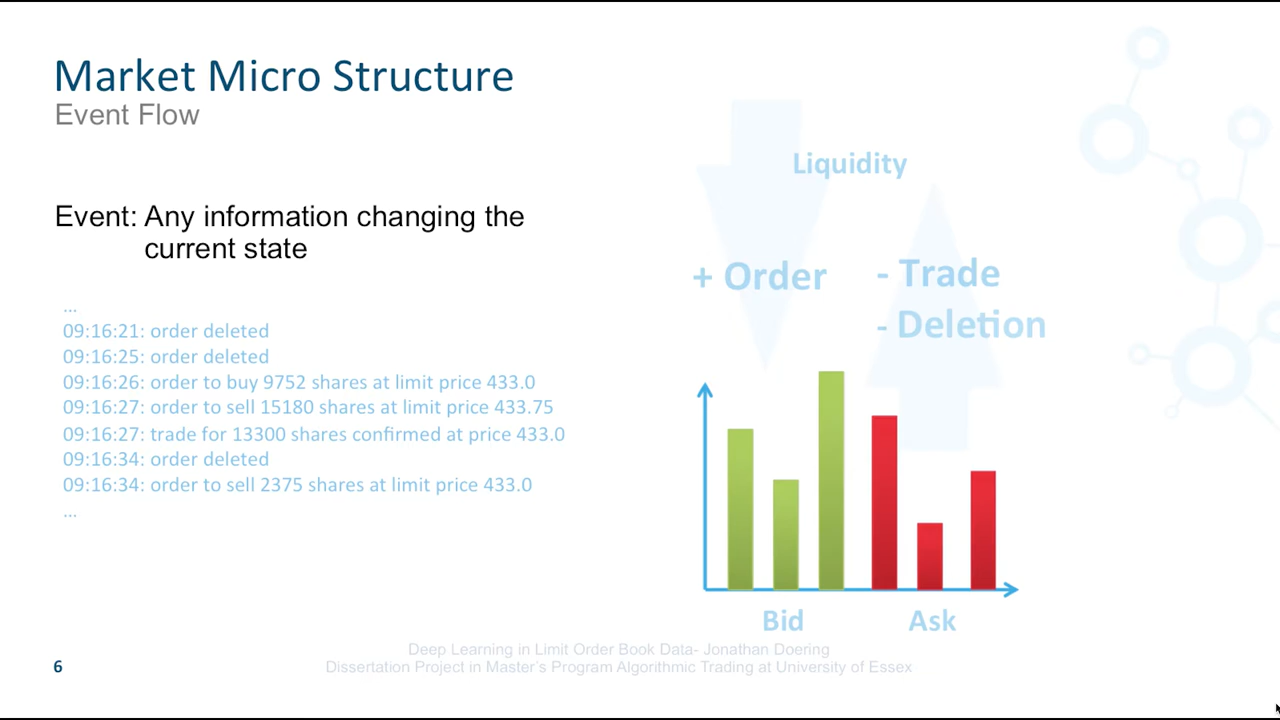 Market Micro Structure
Event Flow
Event: Any information changing the
current state
...
09:16:21: order deleted
09:16:25: order deleted
09:16:26: order to buy 9752 shares at limit price 433.0
09:16:27: order to sell 15180 shares at limit price 433.75
09:16:27: trade for 13300 shares confirmed at price 433.0
09:16:34: order deleted
09:16:34: order to sell 2375 shares at limit price 433.0
...
Liquidity
+ Order
- Trade
- Deletion
Bid
Ask
Deep Learning in Limit Order Book Data- Jonathan Doering
Dissertation Project in Master's Program Algorithmic Trading at University of Essex
6